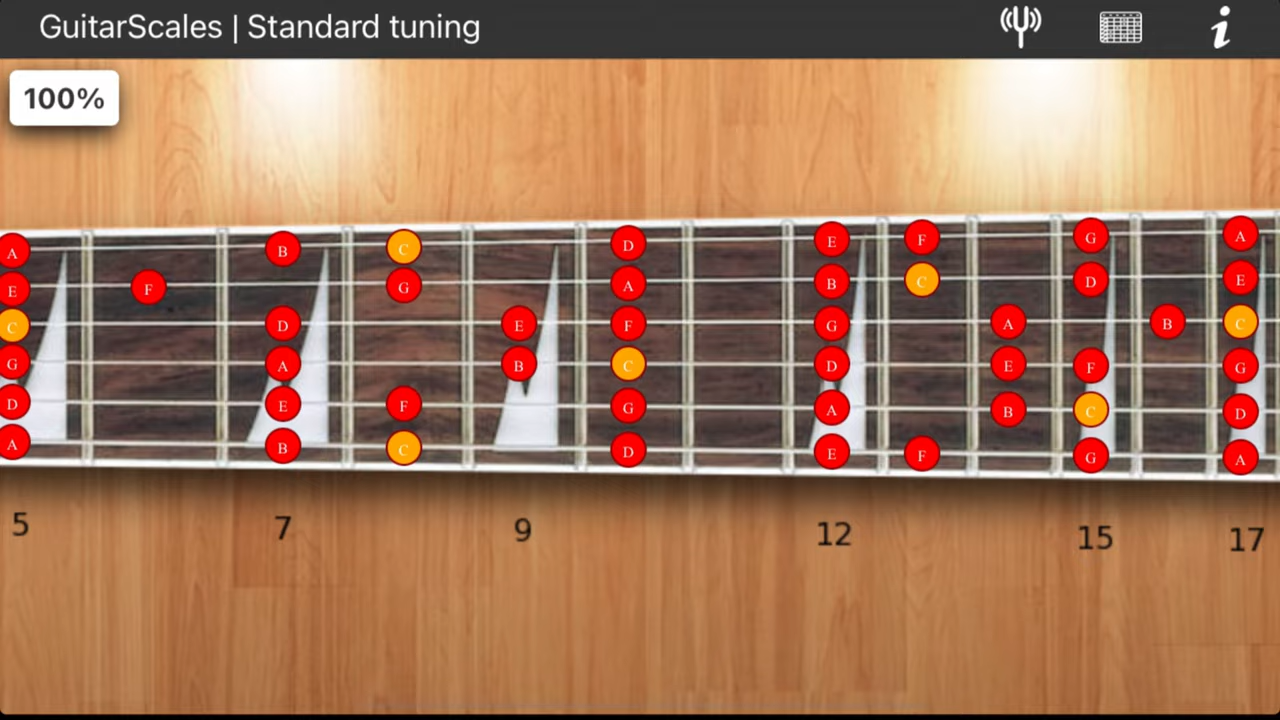 GuitarScales | Standard tuning
100%
A B C D E F G A
E F G A B C D E
C D E F G A B C
G A B C D E F G
D E F G A B C D
A B C D E F G A
5 7 9 12 15 17